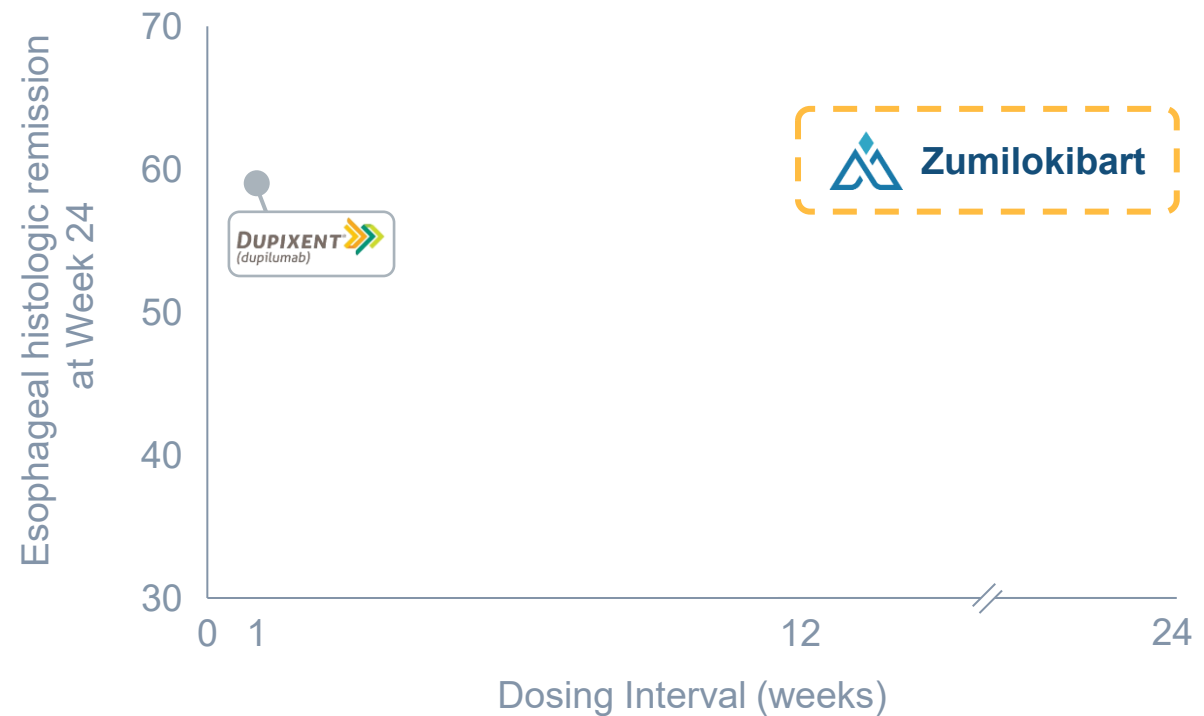 Esophageal histologic remission
at Week 24
70
60
50
40
30
DUPIXENT
(dupilumab)
Zumilokibart
0 1 12 24
Dosing Interval (weeks)